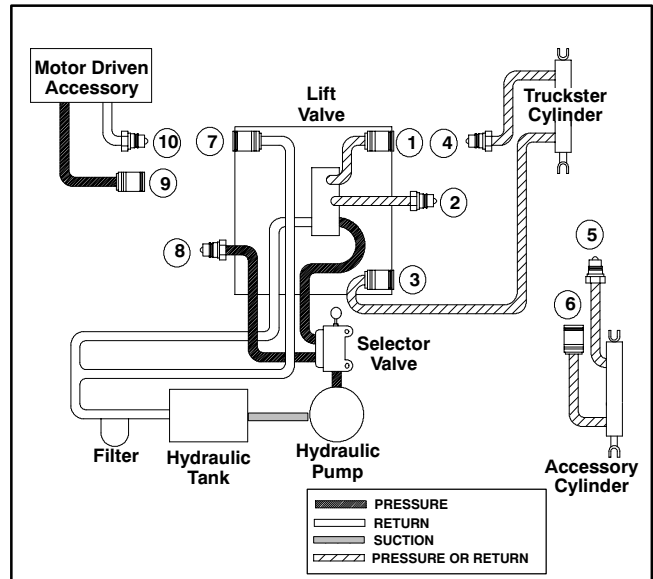 Motor Driven
Accessory
Lift
Valve
Truckster
Cylinder
10
7
1
4
9
2
8
3
5
6
Selector
Valve
Filter
Hydraulic
Tank
Hydraulic
Pump
Accessory
Cylinder
PRESSURE
RETURN
SUCTION
PRESSURE OR RETURN